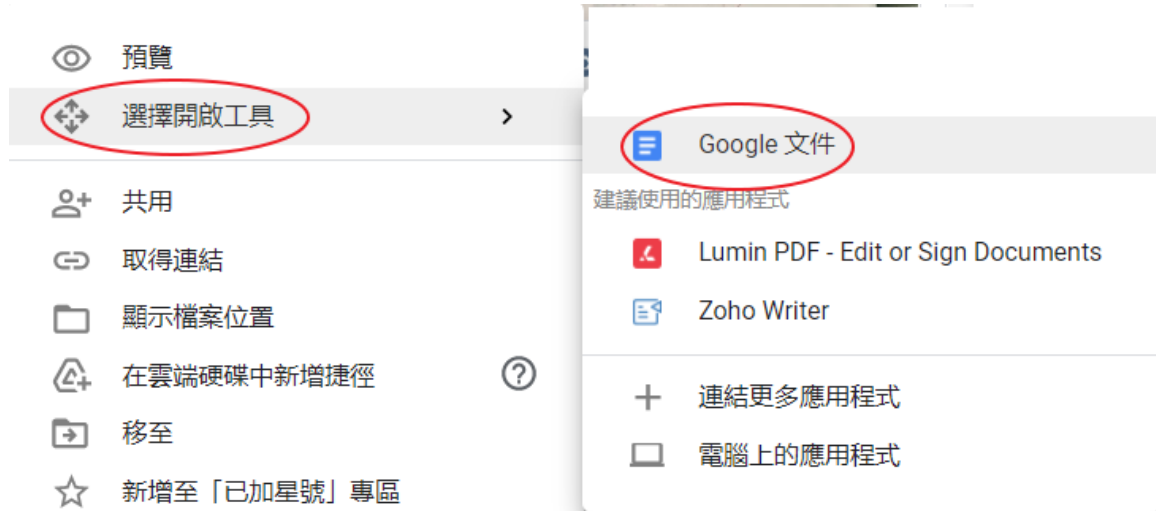 預覽
選擇開啟工具
共用
取得連結
顯示檔案位置
在雲端硬碟中新增捷徑
移至
新增至「已加星號」專區
Google 文件
建議使用的應用程式
Lumin PDF - Edit or Sign Documents
Zoho Writer
連結更多應用程式
電腦上的應用程式